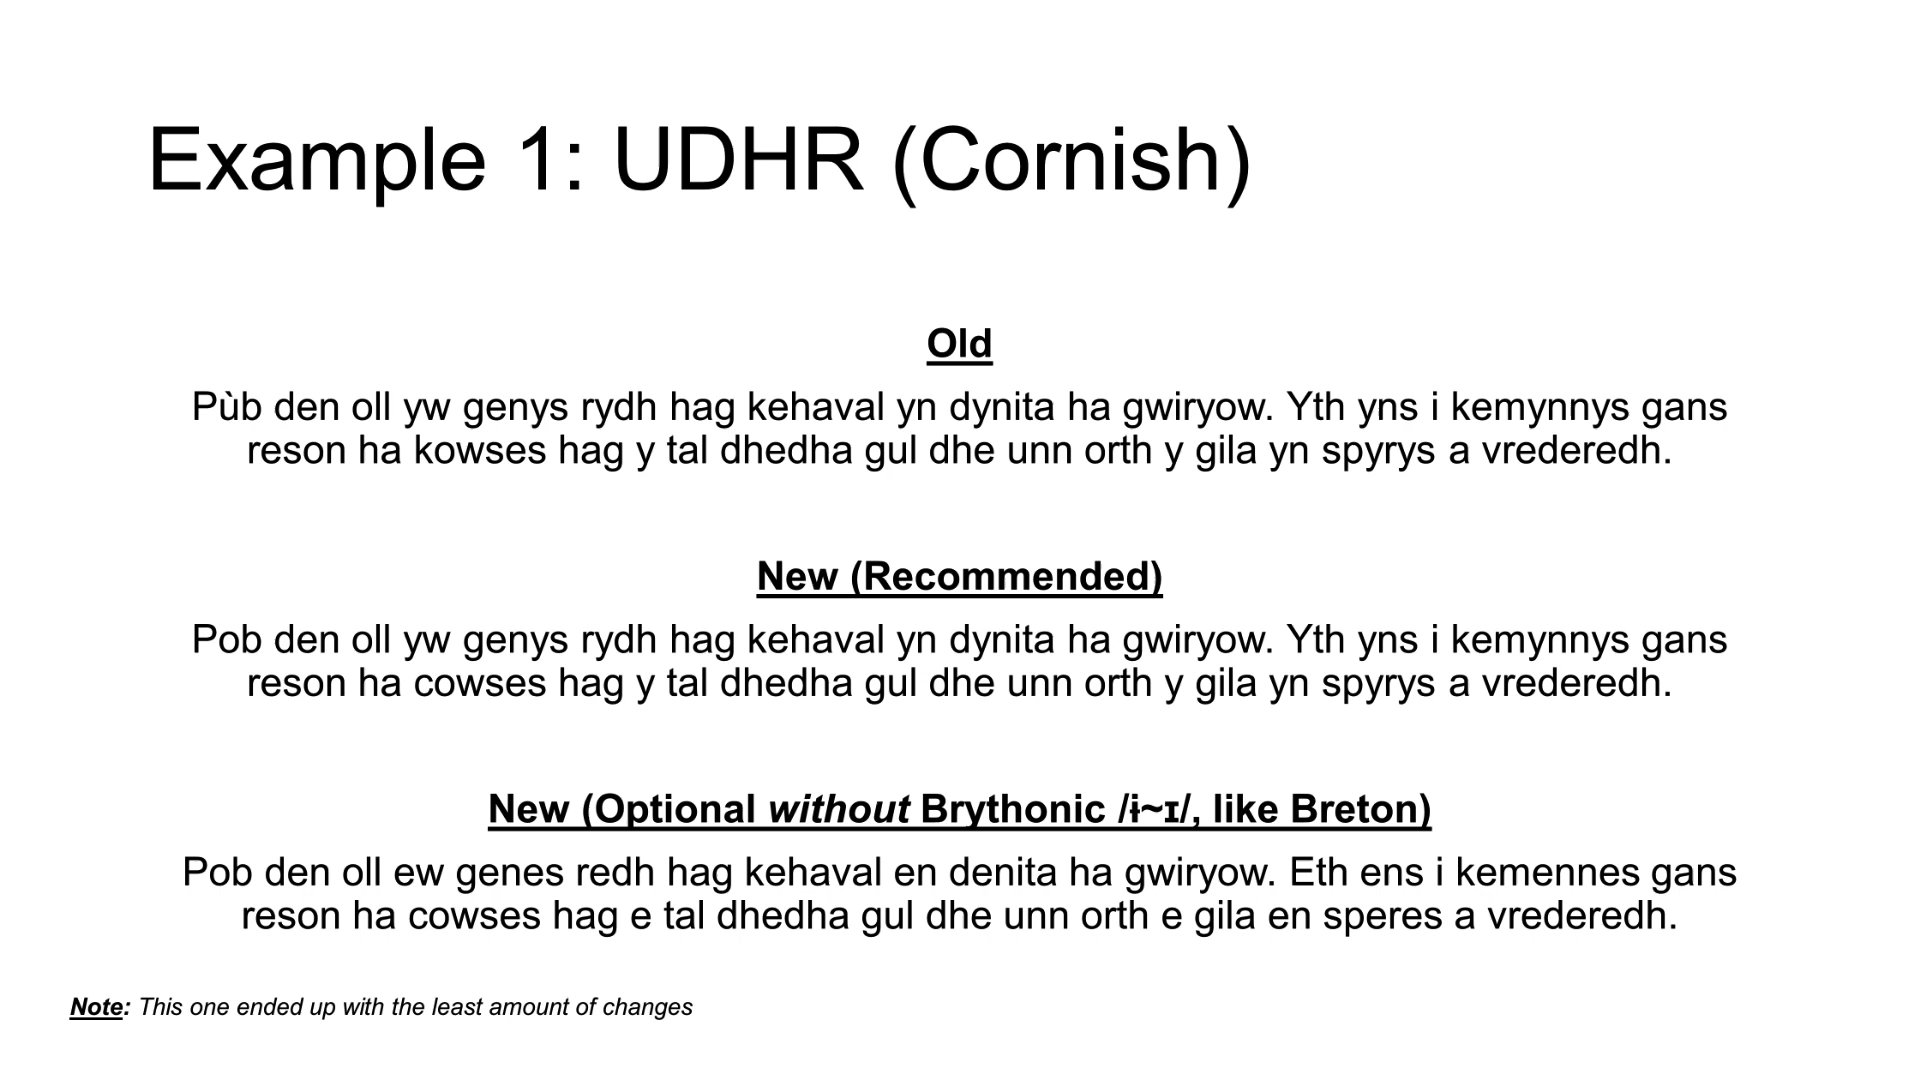 Example 1: UDHR (Cornish)
Old
Pùb den oll yw genys rydh hag kehaval yn dynita ha gwiryow. Yth yns i kemynnys gans
reson ha kowses hag y tal dhedha gul dhe unn orth y gila yn spyrys a vrederedh.
New (Recommended)
Pob den oll yw genys rydh hag kehaval yn dynita ha gwiryow. Yth yns i kemynnys gans
reson ha cowses hag y tal dhedha gul dhe unn orth y gila yn spyrys a vrederedh.
New (Optional without Brythonic /ɨ~ɪ/, like Breton)
Pob den oll ew genes redh hag kehaval en denita ha gwiryow. Eth ens i kemennes gans
reson ha cowses hag e tal dhedha gul dhe unn orth e gila en speres a vrederedh.
Note: This one ended up with the least amount of changes